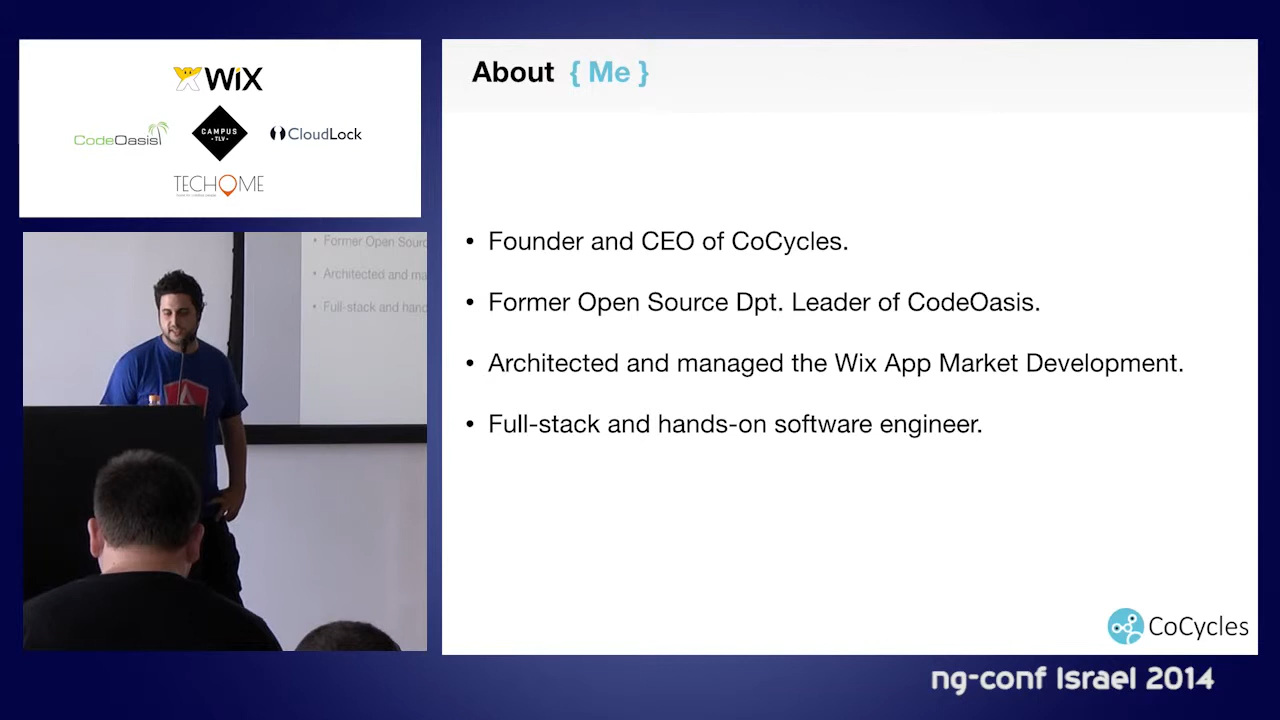 WiX
CodeOasis
CAMPUS
TLV
CloudLock
TECHOME
About { Me }
• Founder and CEO of CoCycles.
• Former Open Source Dpt. Leader of CodeOasis.
• Architected and managed the Wix App Market Development.
• Full-stack and hands-on software engineer.
• Former Open Sourc
• Architected and ma
• Full-stack and hand
CoCycles
ng-conf Israel 2014